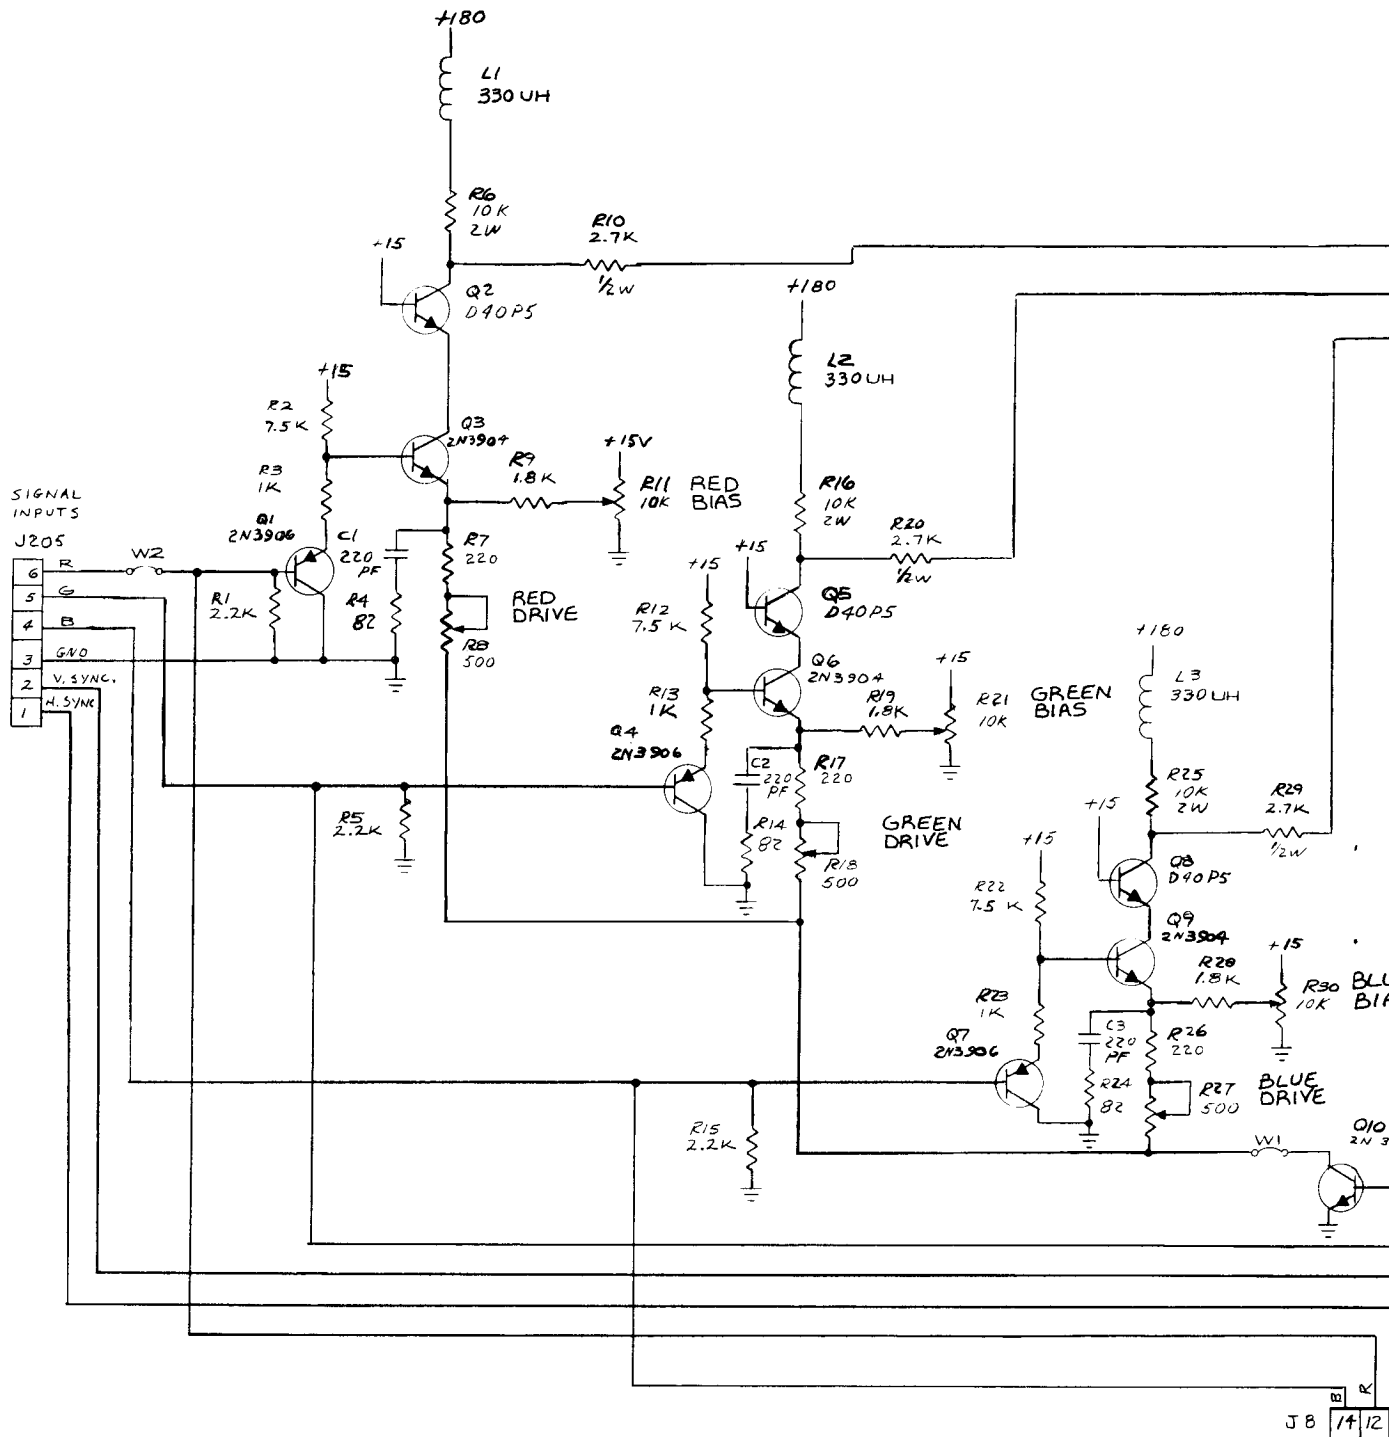 +180
L1
330 UH
R6
10K
2W
R10
2.7K
1/2W
+15
Q2
D40P5
+180
L2
330UH
+15
R2
7.5K
Q3
2N3904
R9
1.8K
+15V
R11
10K
RED
BIAS
R3
1K
Q1
2N3906
C1
220
PF
R7
220
R16
10K
2W
R20
2.7K
1/2W
SIGNAL
INPUTS
J205
6 R
5 G
4 B
3 GND
2 V. SYNC.
1 H. SYNC
W2
R1
2.2K
R4
82
RED
DRIVE
R8
500
+15
+15
Q5
D40P5
R12
7.5K
Q6
2N3904
R13
1K
R19
1.8K
+15
R21
10K
GREEN
BIAS
+180
L3
330UH
Q4
2N3906
C2
220
PF
R17
220
R5
2.2K
R14
82
R18
500
GREEN
DRIVE
R25
10K
2W
R29
2.7K
1/2W
+15
+15
Q8
D40P5
R22
7.5K
Q9
2N3904
R28
1.8K
+15
R30
10K
R23
1K
Q7
2N3906
C3
220
PF
R26
220
R24
82
R27
500
BLUE
DRIVE
R15
2.2K
W1
Q10
B
R
J8 14 12